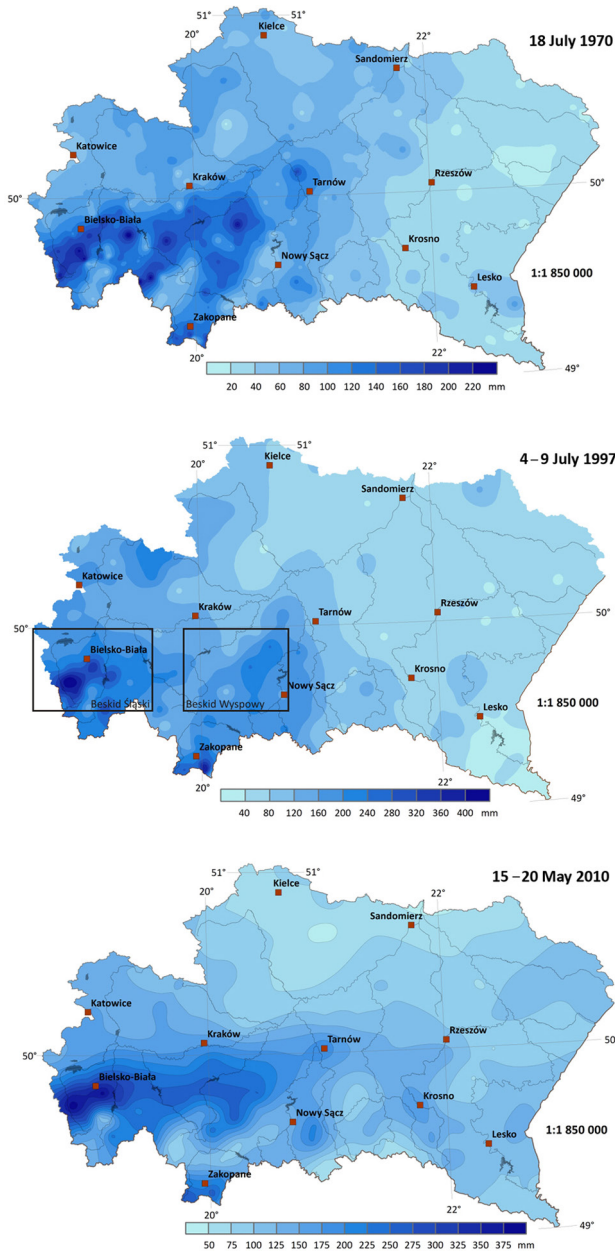 51°
51°
Kielce
20°
22°
18 July 1970
Sandomierz
Katowice
50°
Kraków
Tarnów
Rzeszów
50°
Bielsko-Biała
Nowy Sącz
Krosno
Lesko
1:1 850 000
Zakopane
20°
22°
49°
20 40 60 80 100 120 140 160 180 200 220 mm
51°
51°
Kielce
20°
22°
4–9 July 1997
Sandomierz
Katowice
50°
Kraków
Tarnów
Rzeszów
50°
Bielsko-Biała
Nowy Sącz
Krosno
Beskid Śląski
Beskid Wyspowy
Lesko
1:1 850 000
Zakopane
20°
22°
49°
40 80 120 160 200 240 280 320 360 400 mm
51°
51°
Kielce
20°
22°
15–20 May 2010
Sandomierz
Katowice
50°
Kraków
Tarnów
Rzeszów
50°
Bielsko-Biała
Nowy Sącz
Krosno
Lesko
1:1 850 000
Zakopane
20°
22°
49°
50 75 100 125 150 175 200 225 250 275 300 325 350 375 mm